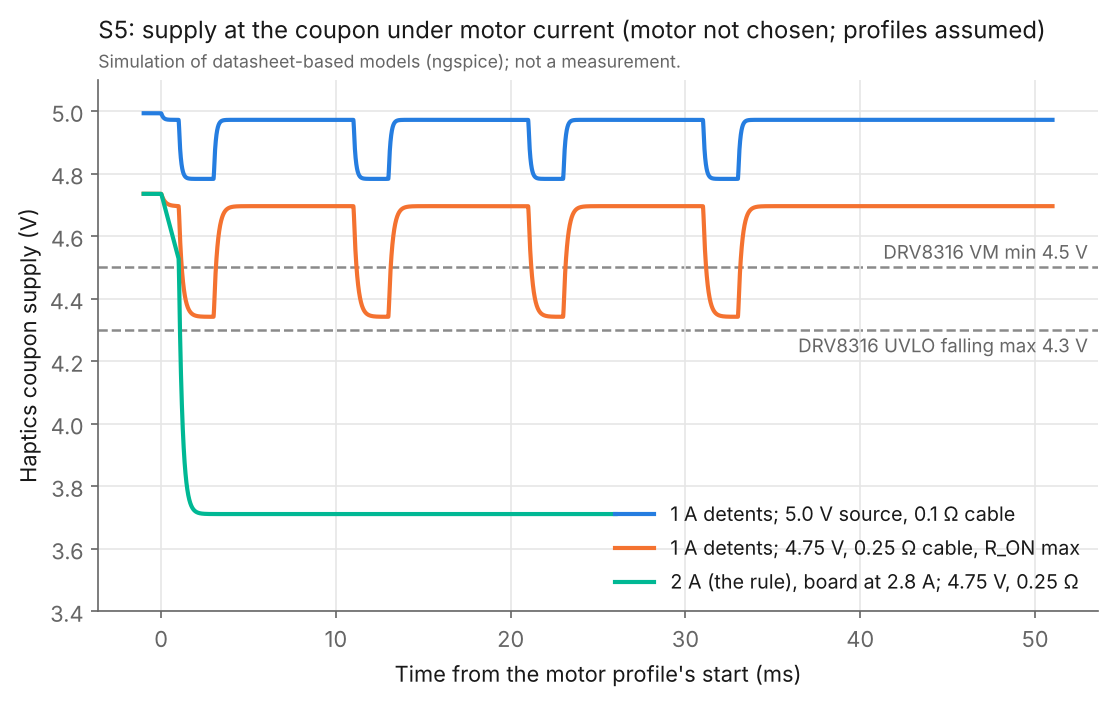 S5: supply at the coupon under motor current (motor not chosen; profiles assumed)
Simulation of datasheet-based models (ngspice); not a measurement.
Haptics coupon supply (V)
5.0
4.8
4.6
4.4
4.2
4.0
3.8
3.6
3.4
DRV8316 VM min 4.5 V
DRV8316 UVLO falling max 4.3 V
1 A detents; 5.0 V source, 0.1 Ω cable
1 A detents; 4.75 V, 0.25 Ω cable, R_ON max
2 A (the rule), board at 2.8 A; 4.75 V, 0.25 Ω
0 10 20 30 40 50
Time from the motor profile's start (ms)